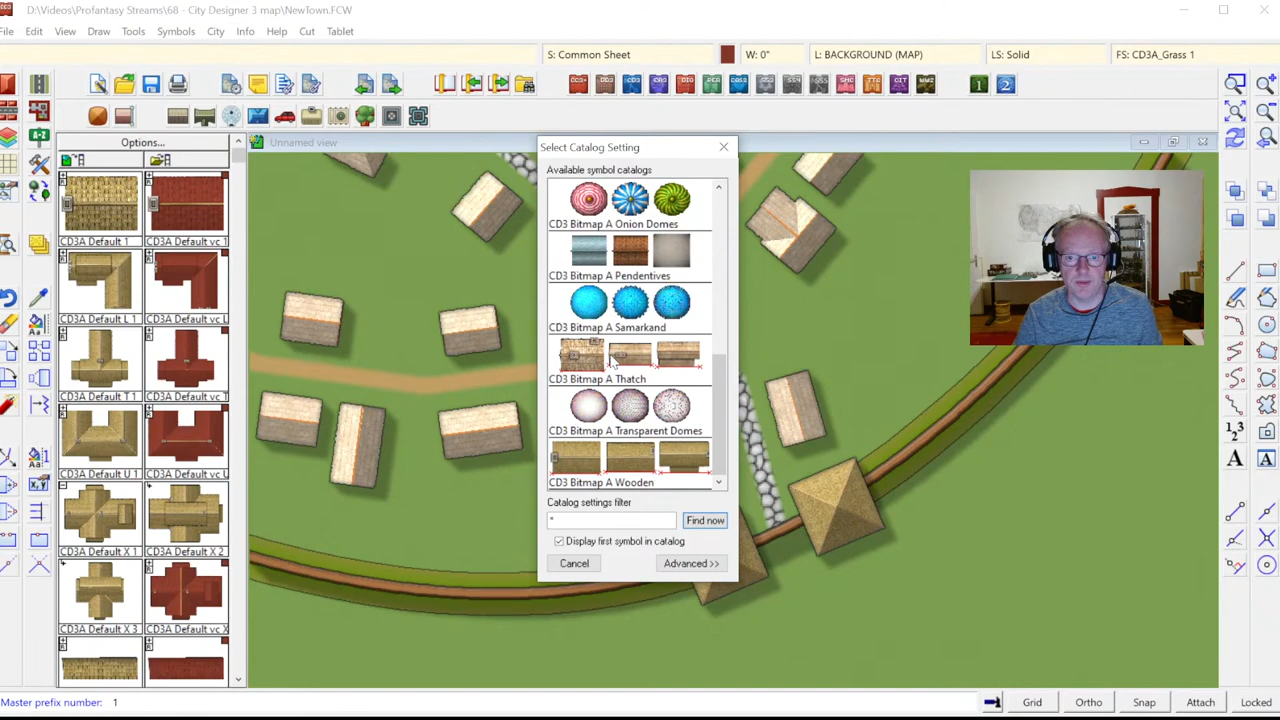 D:\Videos\Profantasy Streams\68 - City Designer 3 map\NewTown.FCW
File Edit View Draw Tools Symbols City Info Help Cut Tablet
S: Common Sheet W: 0" L: BACKGROUND (MAP) LS: Solid FS: CD3A_Grass 1
Options...
Unnamed view
CD3A Default 1 CD3A Default vc 1
CD3A Default L 1 CD3A Default vc L
CD3A Default T 1 CD3A Default vc T
CD3A Default U 1 CD3A Default vc U
CD3A Default X 1 CD3A Default X 2
CD3A Default X 3 CD3A Default vc X
Select Catalog Setting
Available symbol catalogs
CD3 Bitmap A Onion Domes
CD3 Bitmap A Pendentives
CD3 Bitmap A Samarkand
CD3 Bitmap A Thatch
CD3 Bitmap A Transparent Domes
CD3 Bitmap A Wooden
Catalog settings filter
* Find now
Display first symbol in catalog
Cancel Advanced >>
Master prefix number: 1
Grid Ortho Snap Attach Locked